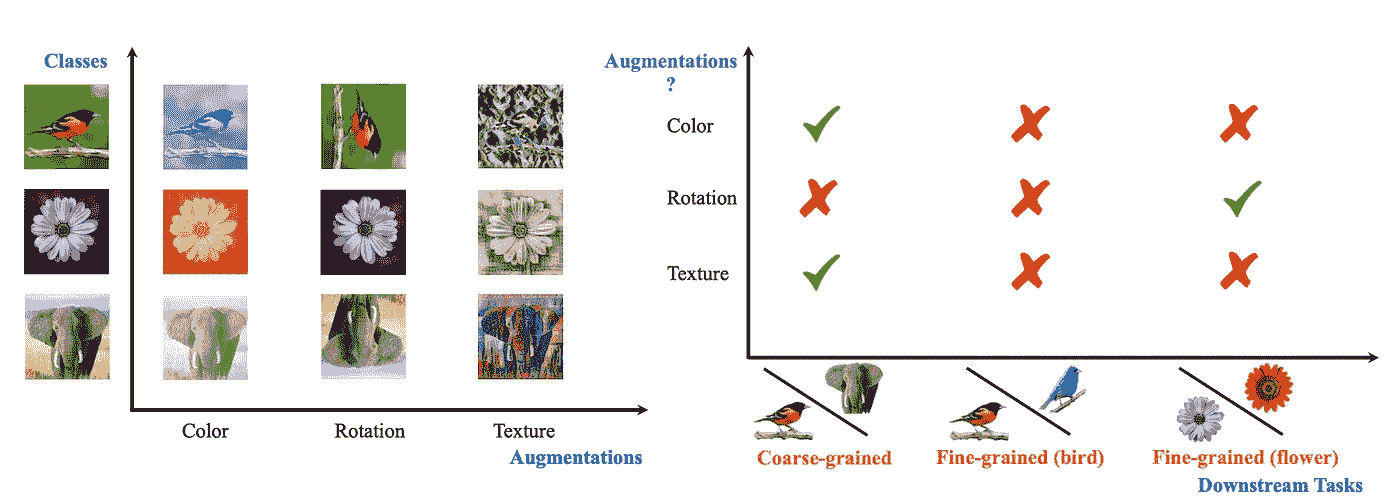 Classes
Color
Rotation
Texture
Augmentations
Augmentations
?
Color
Rotation
Texture
Coarse-grained
Fine-grained (bird)
Fine-grained (flower)
Downstream Tasks